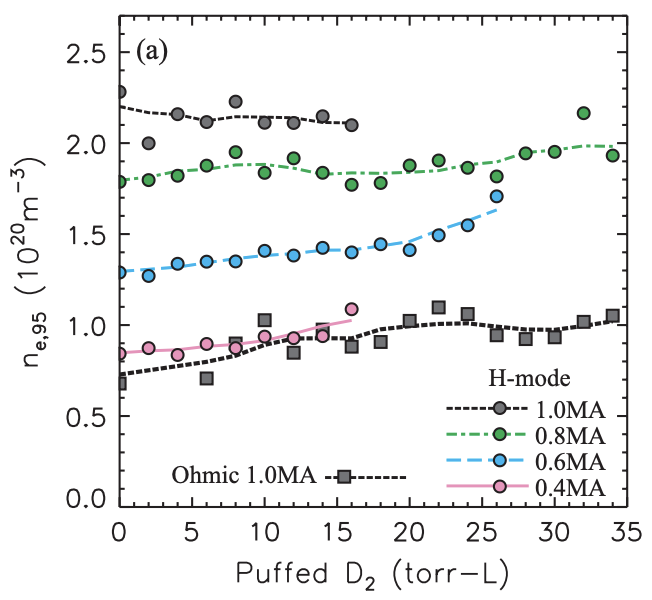 (a)
2.5
2.0
1.5
1.0
0.5
0.0
n_e,95 (10^20 m^−3)
H−mode
1.0MA
0.8MA
0.6MA
0.4MA
Ohmic 1.0MA
0 5 10 15 20 25 30 35
Puffed D_2 (torr−L)